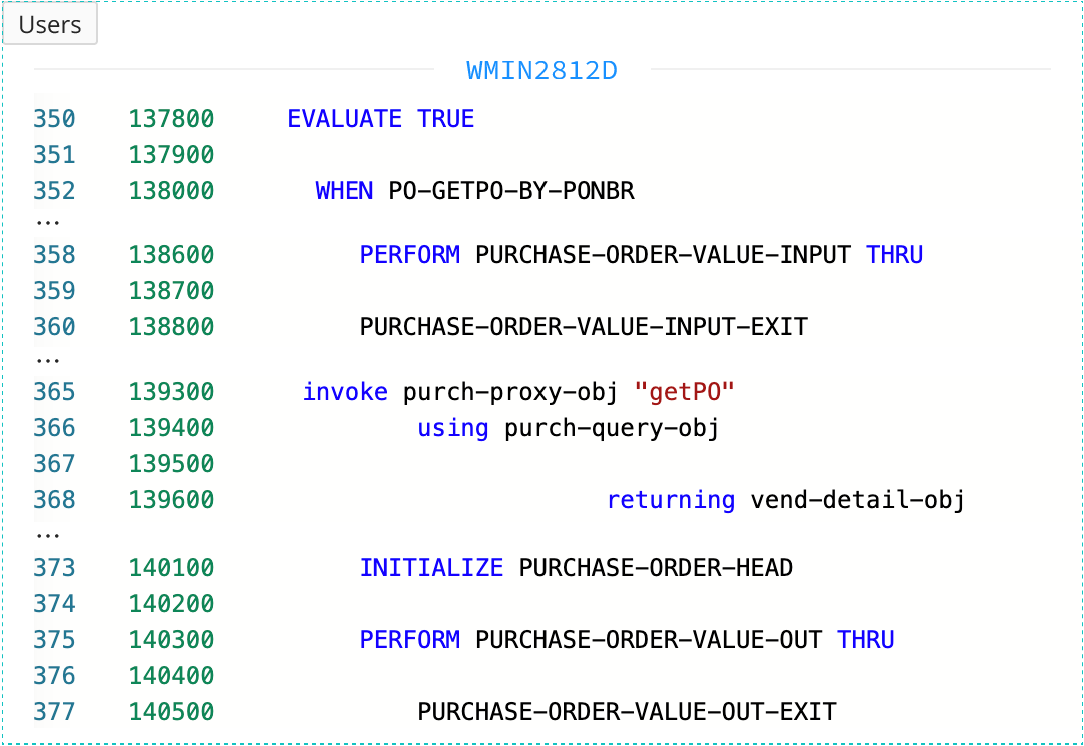 Users
WMIN2812D
350 137800 EVALUATE TRUE
351 137900
352 138000 WHEN PO-GETPO-BY-PONBR
...
358 138600 PERFORM PURCHASE-ORDER-VALUE-INPUT THRU
359 138700
360 138800 PURCHASE-ORDER-VALUE-INPUT-EXIT
...
365 139300 invoke purch-proxy-obj "getPO"
366 139400 using purch-query-obj
367 139500
368 139600 returning vend-detail-obj
...
373 140100 INITIALIZE PURCHASE-ORDER-HEAD
374 140200
375 140300 PERFORM PURCHASE-ORDER-VALUE-OUT THRU
376 140400
377 140500 PURCHASE-ORDER-VALUE-OUT-EXIT